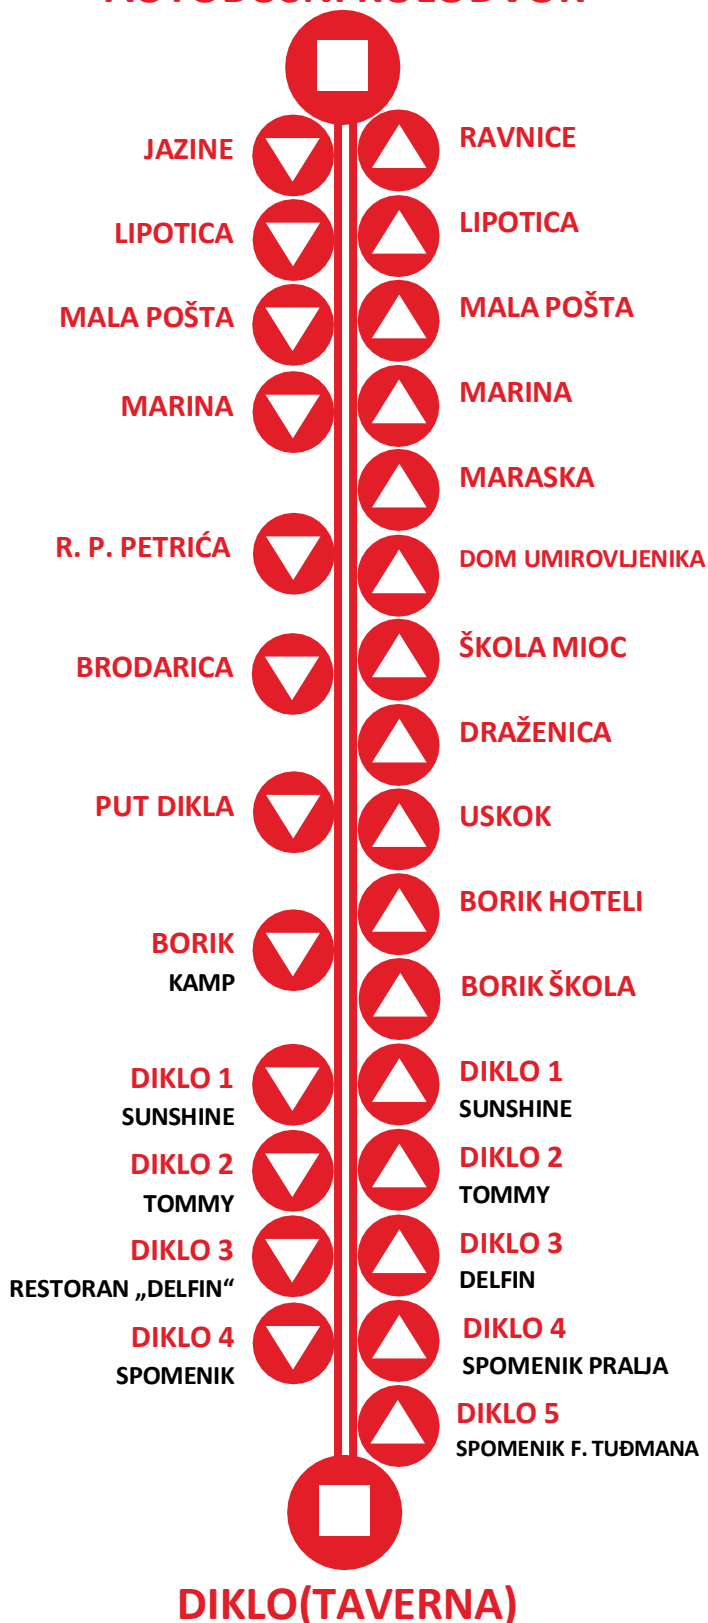 AUTOBUSNI KOLODVOR
JAZINE
LIPOTICA
MALA POŠTA
MARINA
R. P. PETRIĆA
BRODARICA
PUT DIKLA
BORIK
KAMP
DIKLO 1
SUNSHINE
DIKLO 2
TOMMY
DIKLO 3
RESTORAN „DELFIN“
DIKLO 4
SPOMENIK
RAVNICE
LIPOTICA
MALA POŠTA
MARINA
MARASKA
DOM UMIROVLJENIKA
ŠKOLA MIOC
DRAŽENICA
USKOK
BORIK HOTELI
BORIK ŠKOLA
DIKLO 1
SUNSHINE
DIKLO 2
TOMMY
DIKLO 3
DELFIN
DIKLO 4
SPOMENIK PRALJA
DIKLO 5
SPOMENIK F. TUĐMANA
DIKLO(TAVERNA)